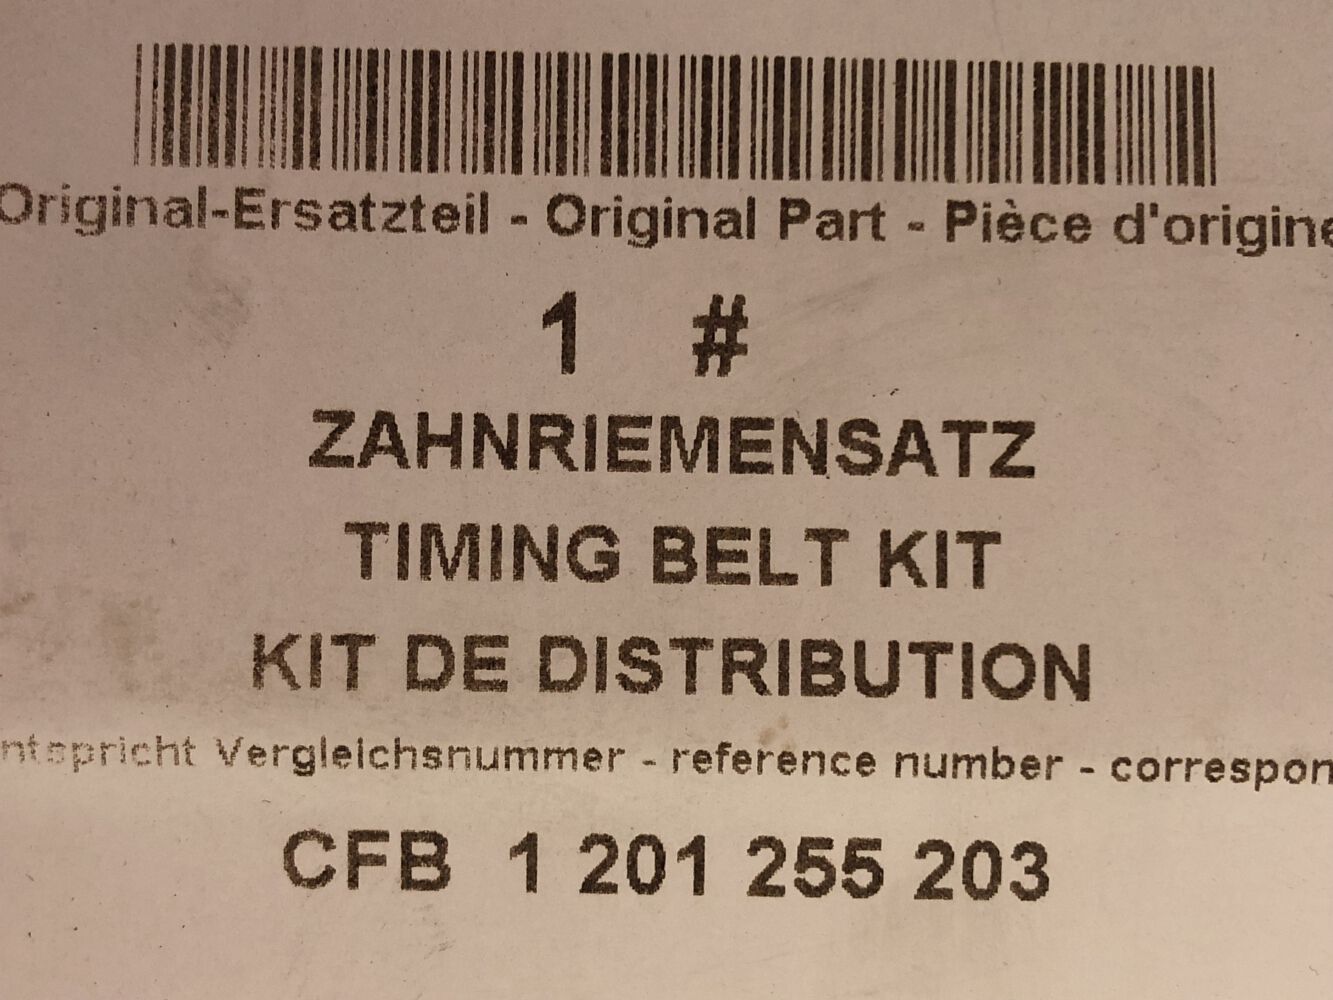 Original-Ersatzteil - Original Part - Pièce d'origine
1 #
ZAHNRIEMENSATZ
TIMING BELT KIT
KIT DE DISTRIBUTION
ntspricht Vergleichsnummer - reference number - correspon
CFB 1 201 255 203